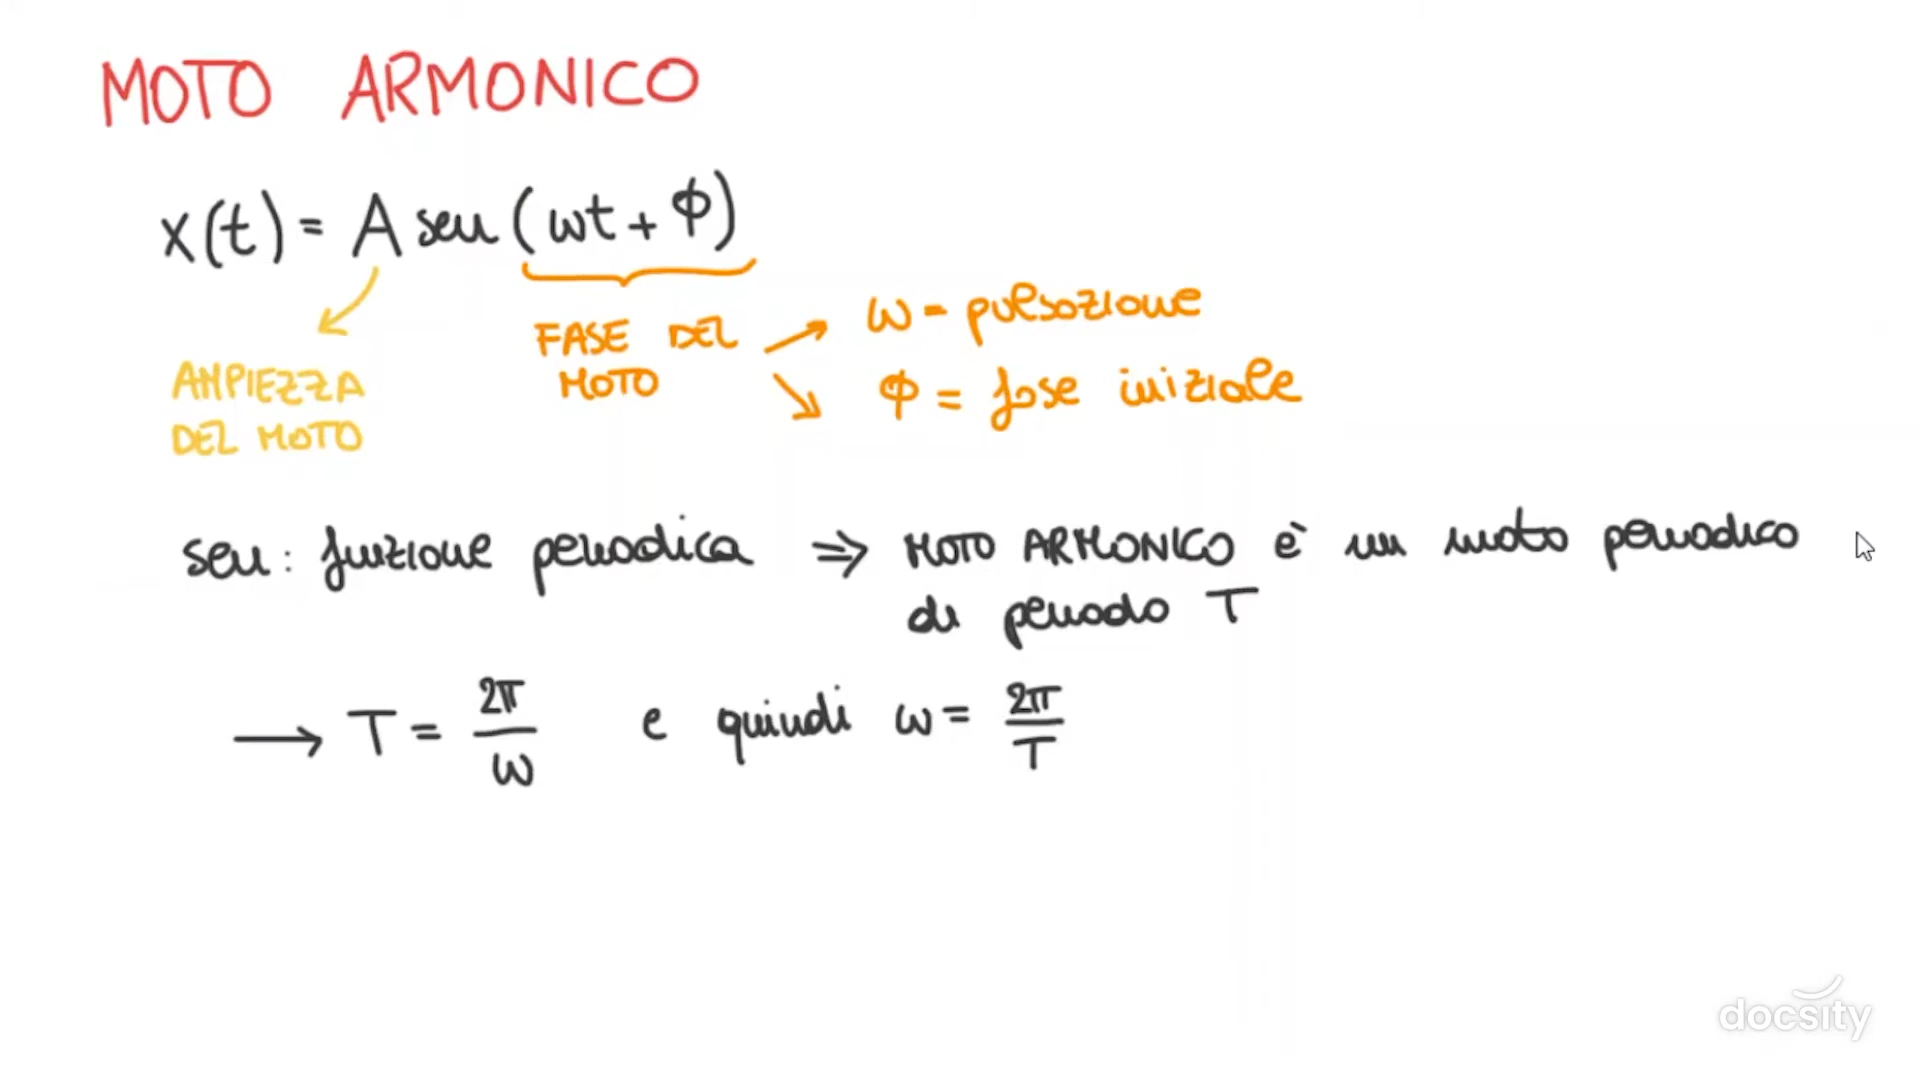 MOTO ARMONICO
x(t) = A sen (ωt + ϕ)
AMPIEZZA
DEL MOTO
FASE DEL
MOTO
ω = pulsazione
ϕ = fase iniziale
sen: funzione periodica ⇒ MOTO ARMONICO è un moto periodico
di periodo T
→ T = 2π/ω e quindi ω = 2π/T
docsity